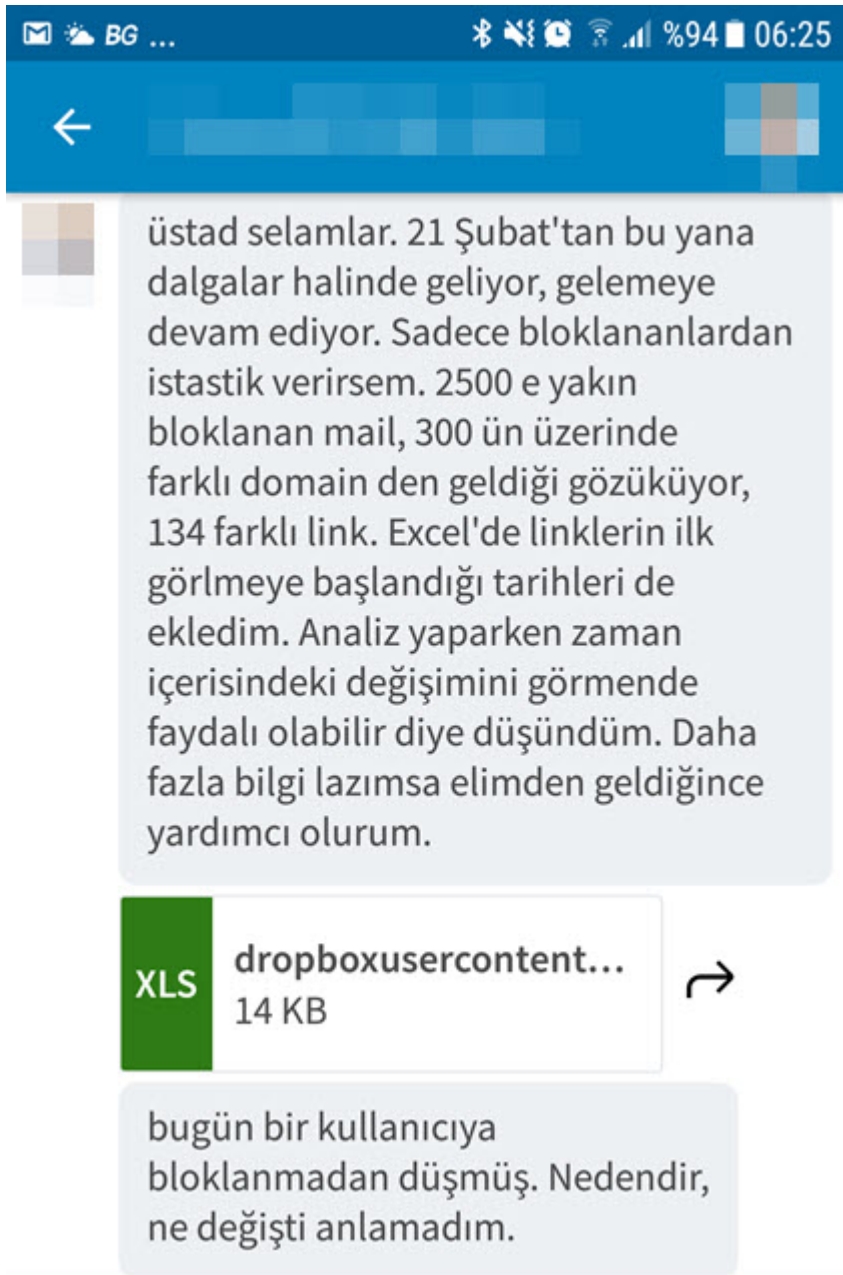 BG ... %94 06:25
üstad selamlar. 21 Şubat'tan bu yana
dalgalar halinde geliyor, gelemeye
devam ediyor. Sadece bloklananlardan
istastik verirsem. 2500 e yakın
bloklanan mail, 300 ün üzerinde
farklı domain den geldiği gözüküyor,
134 farklı link. Excel'de linklerin ilk
görlmeye başlandığı tarihleri de
ekledim. Analiz yaparken zaman
içerisindeki değişimini görmende
faydalı olabilir diye düşündüm. Daha
fazla bilgi lazımsa elimden geldiğince
yardımcı olurum.
XLS
dropboxusercontent...
14 KB
bugün bir kullanıcıya
bloklanmadan düşmüş. Nedendir,
ne değişti anlamadım.